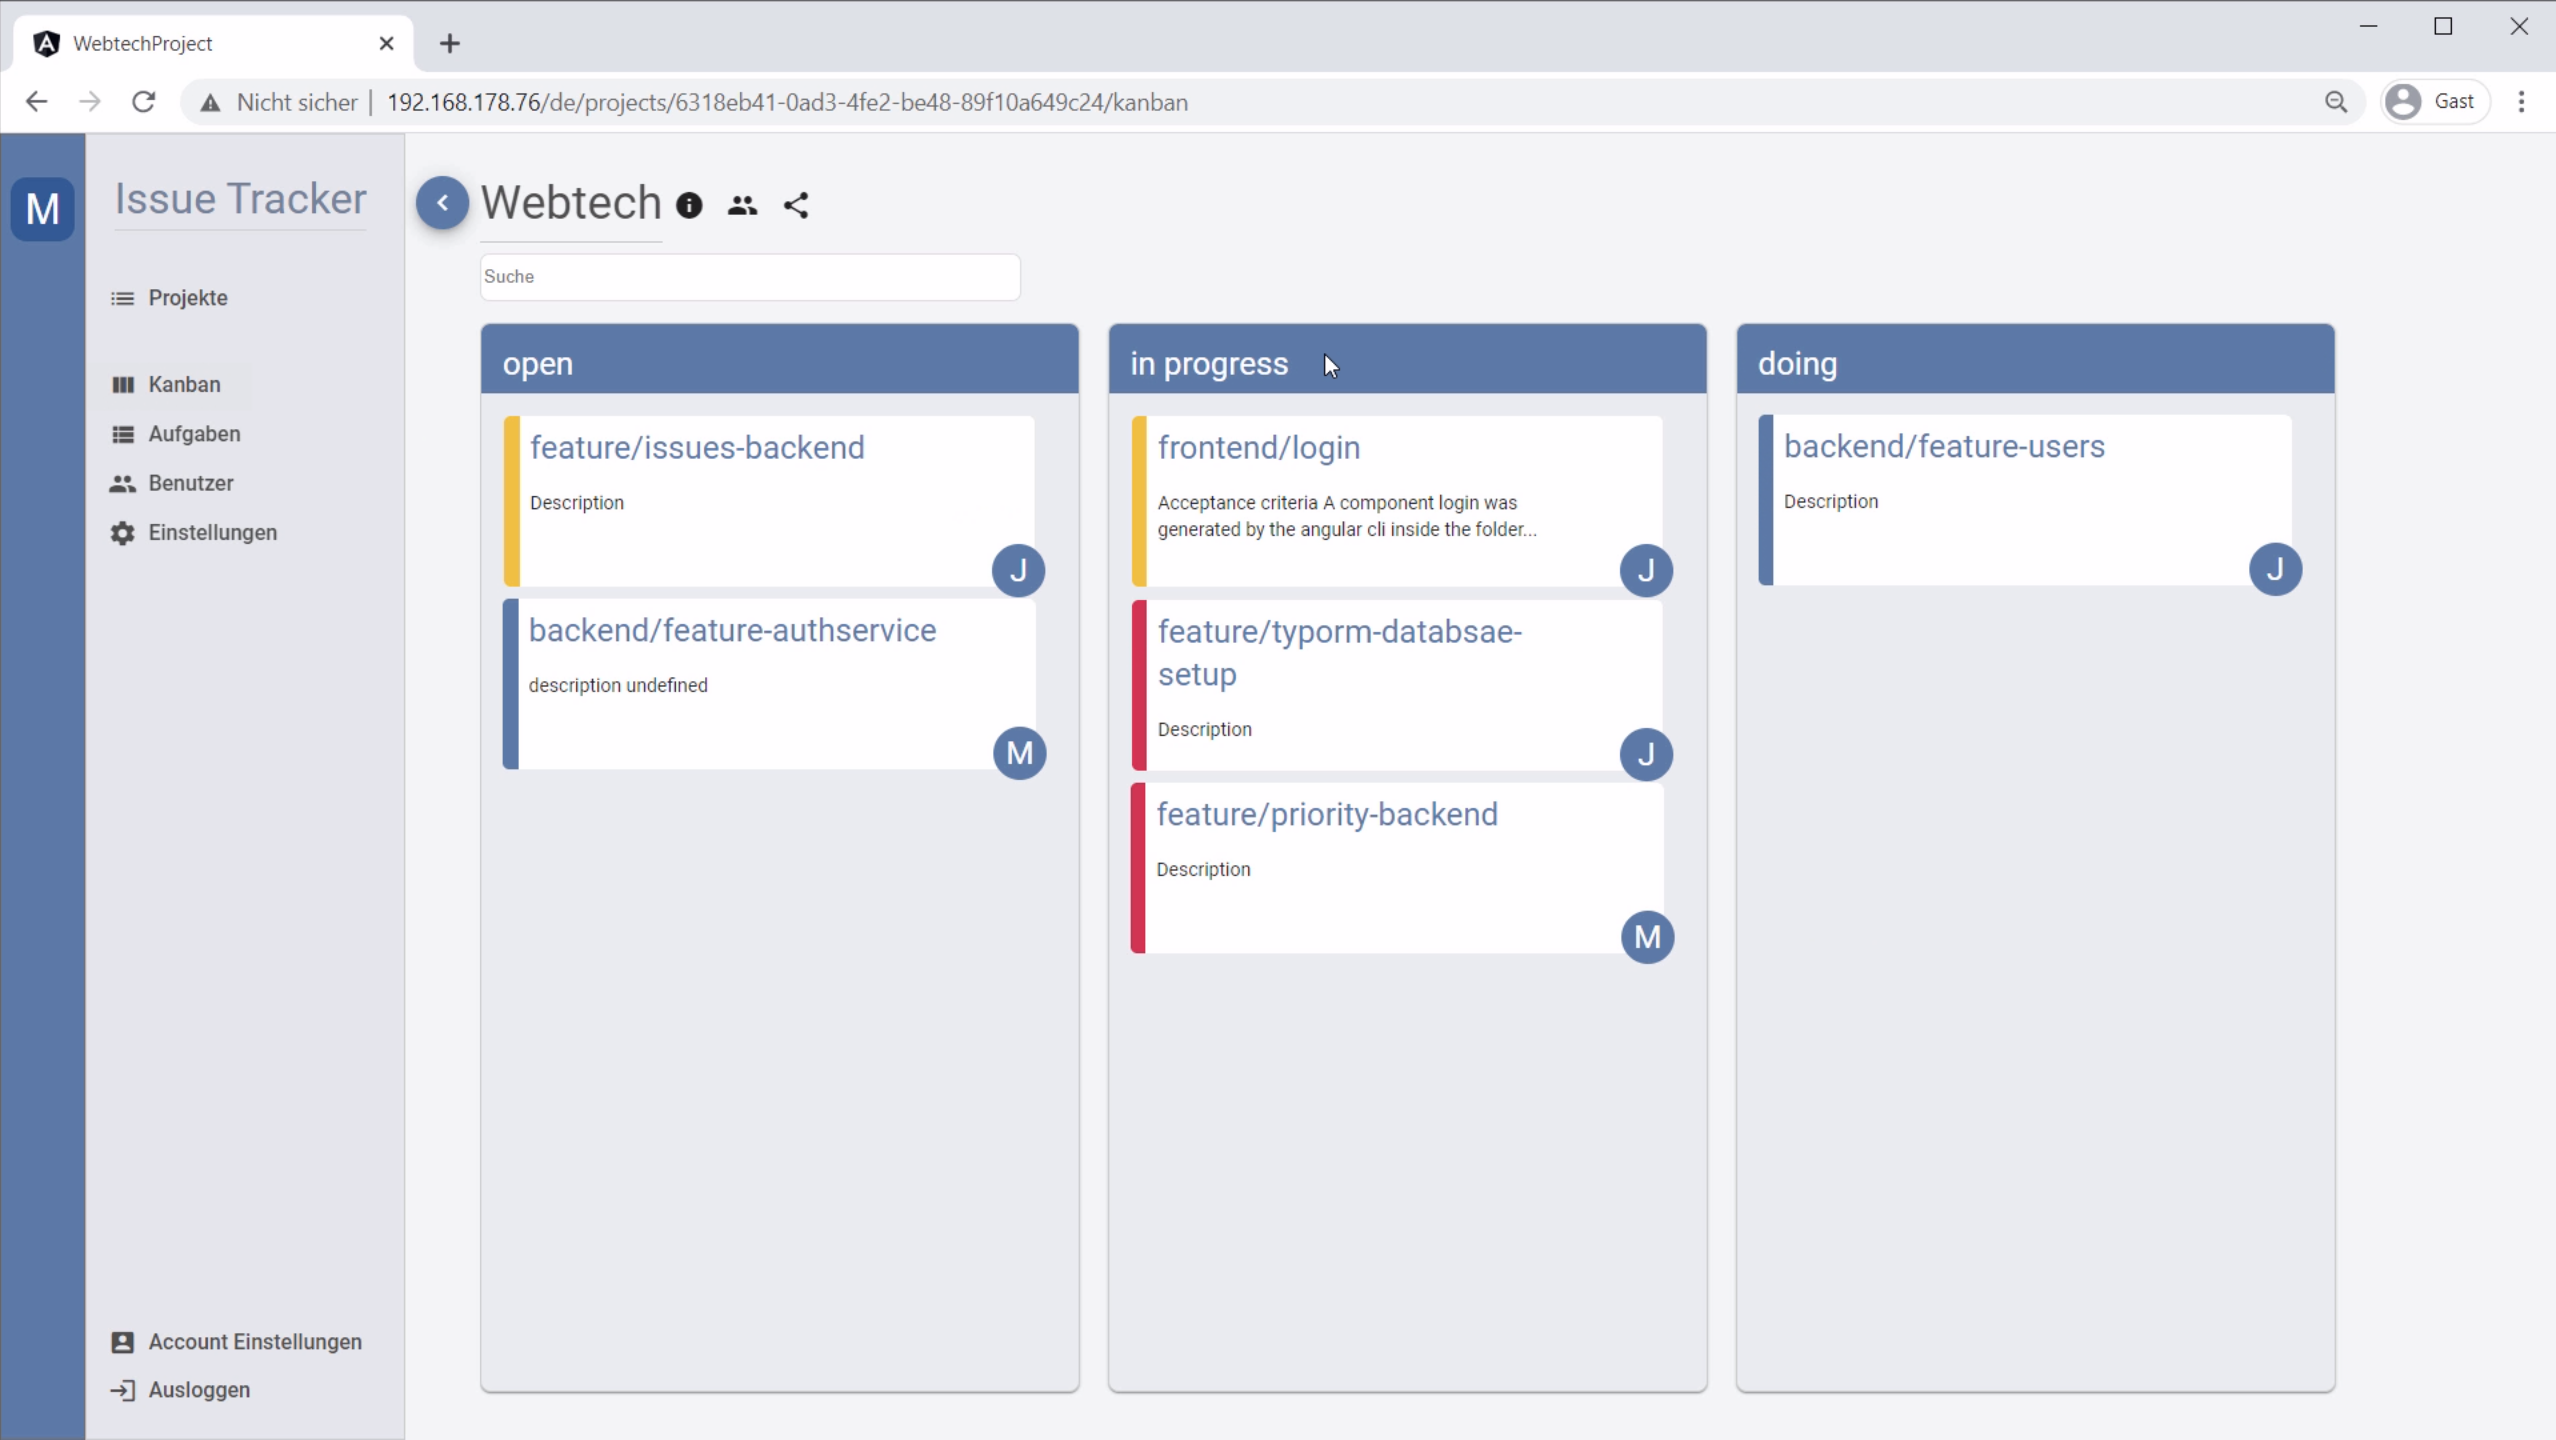 WebtechProject
Nicht sicher | 192.168.178.76/de/projects/6318eb41-0ad3-4fe2-be48-89f10a649c24/kanban
Gast
M
Issue Tracker
Projekte
Kanban
Aufgaben
Benutzer
Einstellungen
Account Einstellungen
Ausloggen
Webtech
Suche
open
feature/issues-backend
Description
J
backend/feature-authservice
description undefined
M
in progress
frontend/login
Acceptance criteria A component login was
generated by the angular cli inside the folder...
J
feature/typorm-databsae-
setup
Description
J
feature/priority-backend
Description
M
doing
backend/feature-users
Description
J